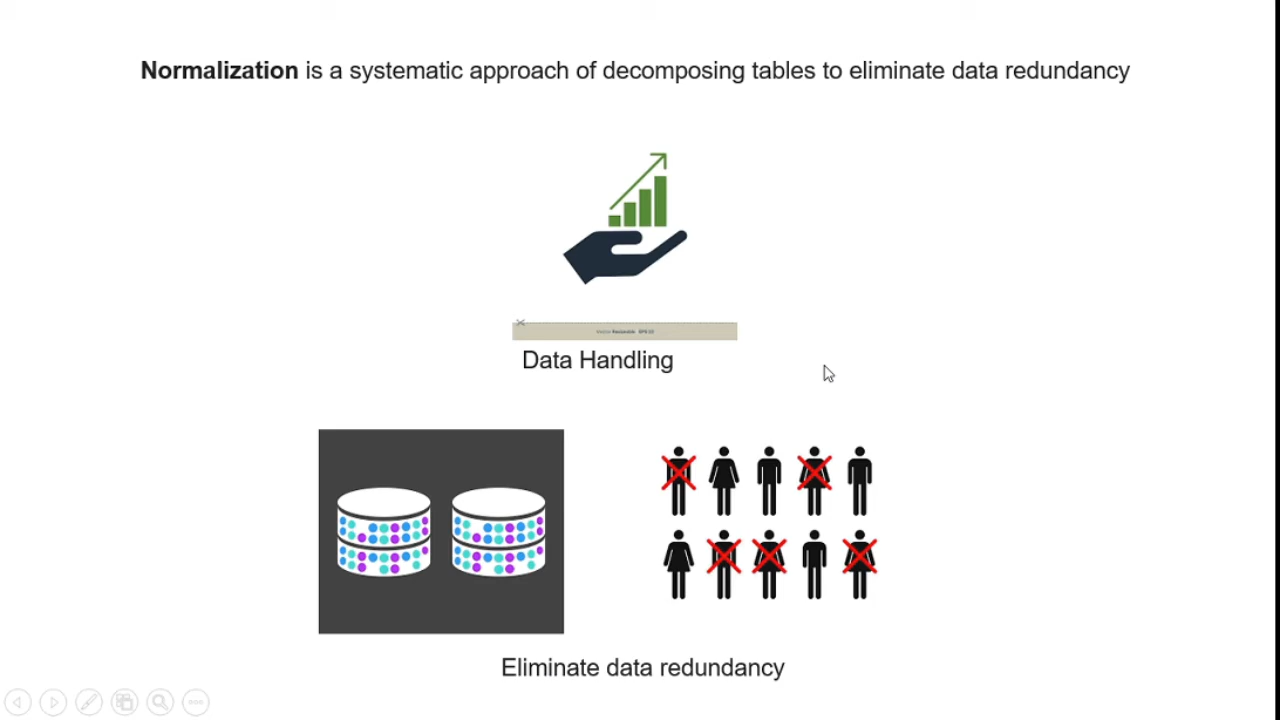 Normalization is a systematic approach of decomposing tables to eliminate data redundancy
Data Handling
Eliminate data redundancy